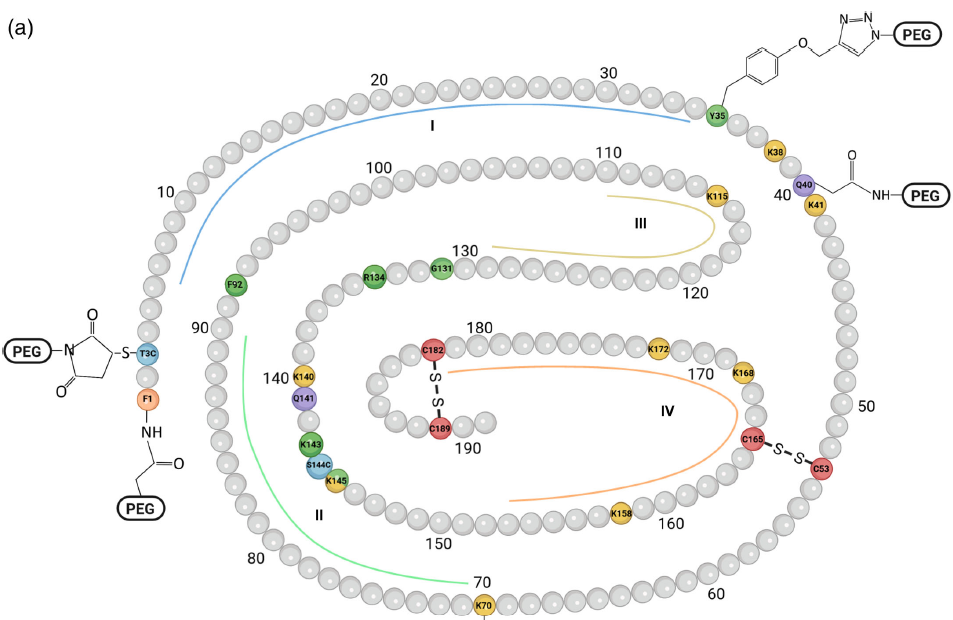 (a)
N N
N PEG
O
20
30
Y35
I
K38
100
110
O
10
Q40
40
NH PEG
K115
K41
III
130
G131
R134
F92
120
O
90
180
PEG N S T3C
C182
K172
170
K168
O
140 K140
S
Q141
50
F1
S
IV
C189
190
C165
S
S
C53
NH
K143
S144C
O
K145
PEG
II
K158
160
150
80
70
60
K70